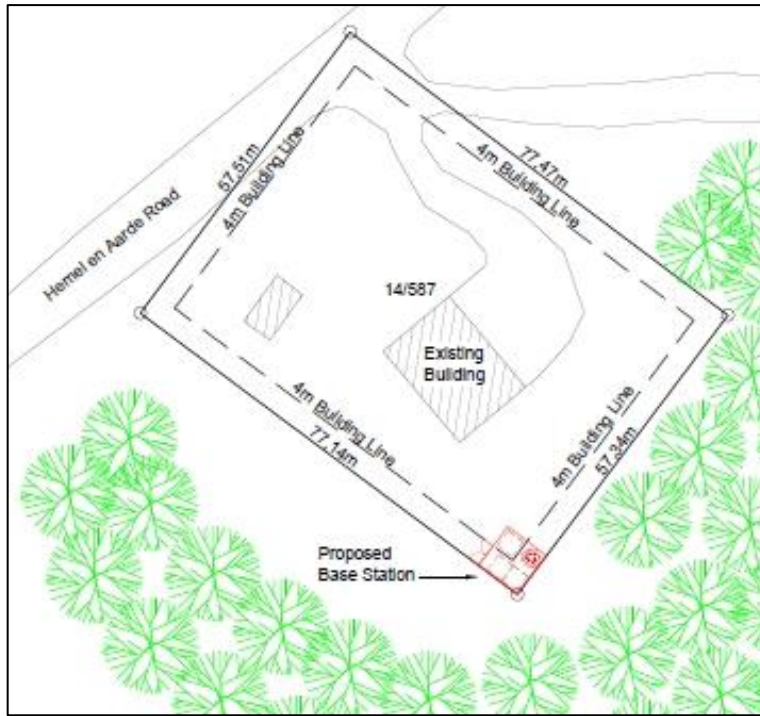 57,51m
4m Building Line
77,47m
4m Building Line
Hemel en Aarde Road
14/587
Existing
Building
4m Building Line
77,14m
4m Building Line
57,34m
Proposed
Base Station